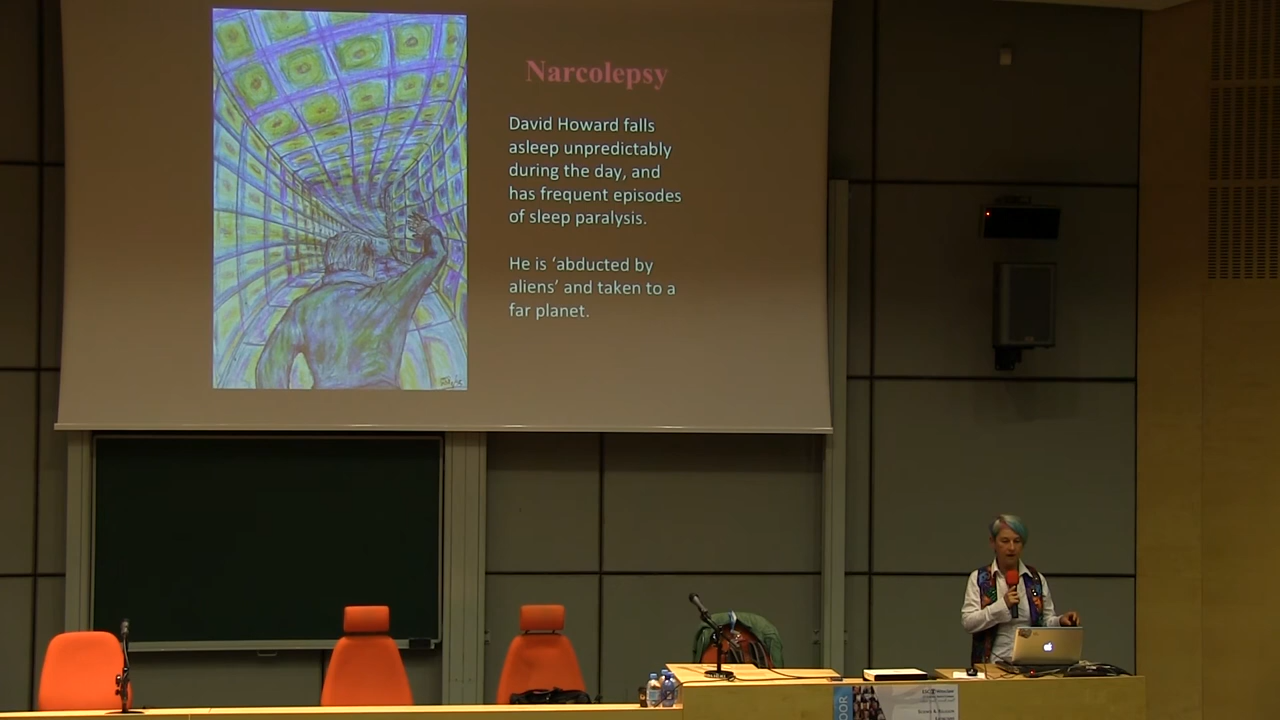 Narcolepsy
David Howard falls
asleep unpredictably
during the day, and
has frequent episodes
of sleep paralysis.
He is ‘abducted by
aliens’ and taken to a
far planet.